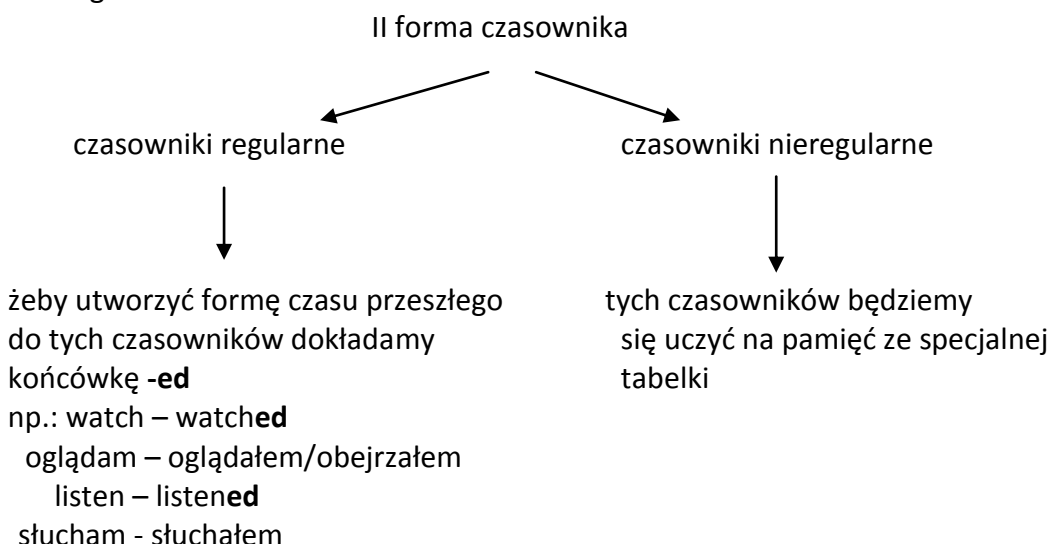 II forma czasownika
czasowniki regularne
czasowniki nieregularne
żeby utworzyć formę czasu przeszłego
do tych czasowników dokładamy
końcówkę -ed
np.: watch – watched
oglądam – oglądałem/obejrzałem
listen – listened
słucham - słuchałem
tych czasowników będziemy
się uczyć na pamięć ze specjalnej
tabelki